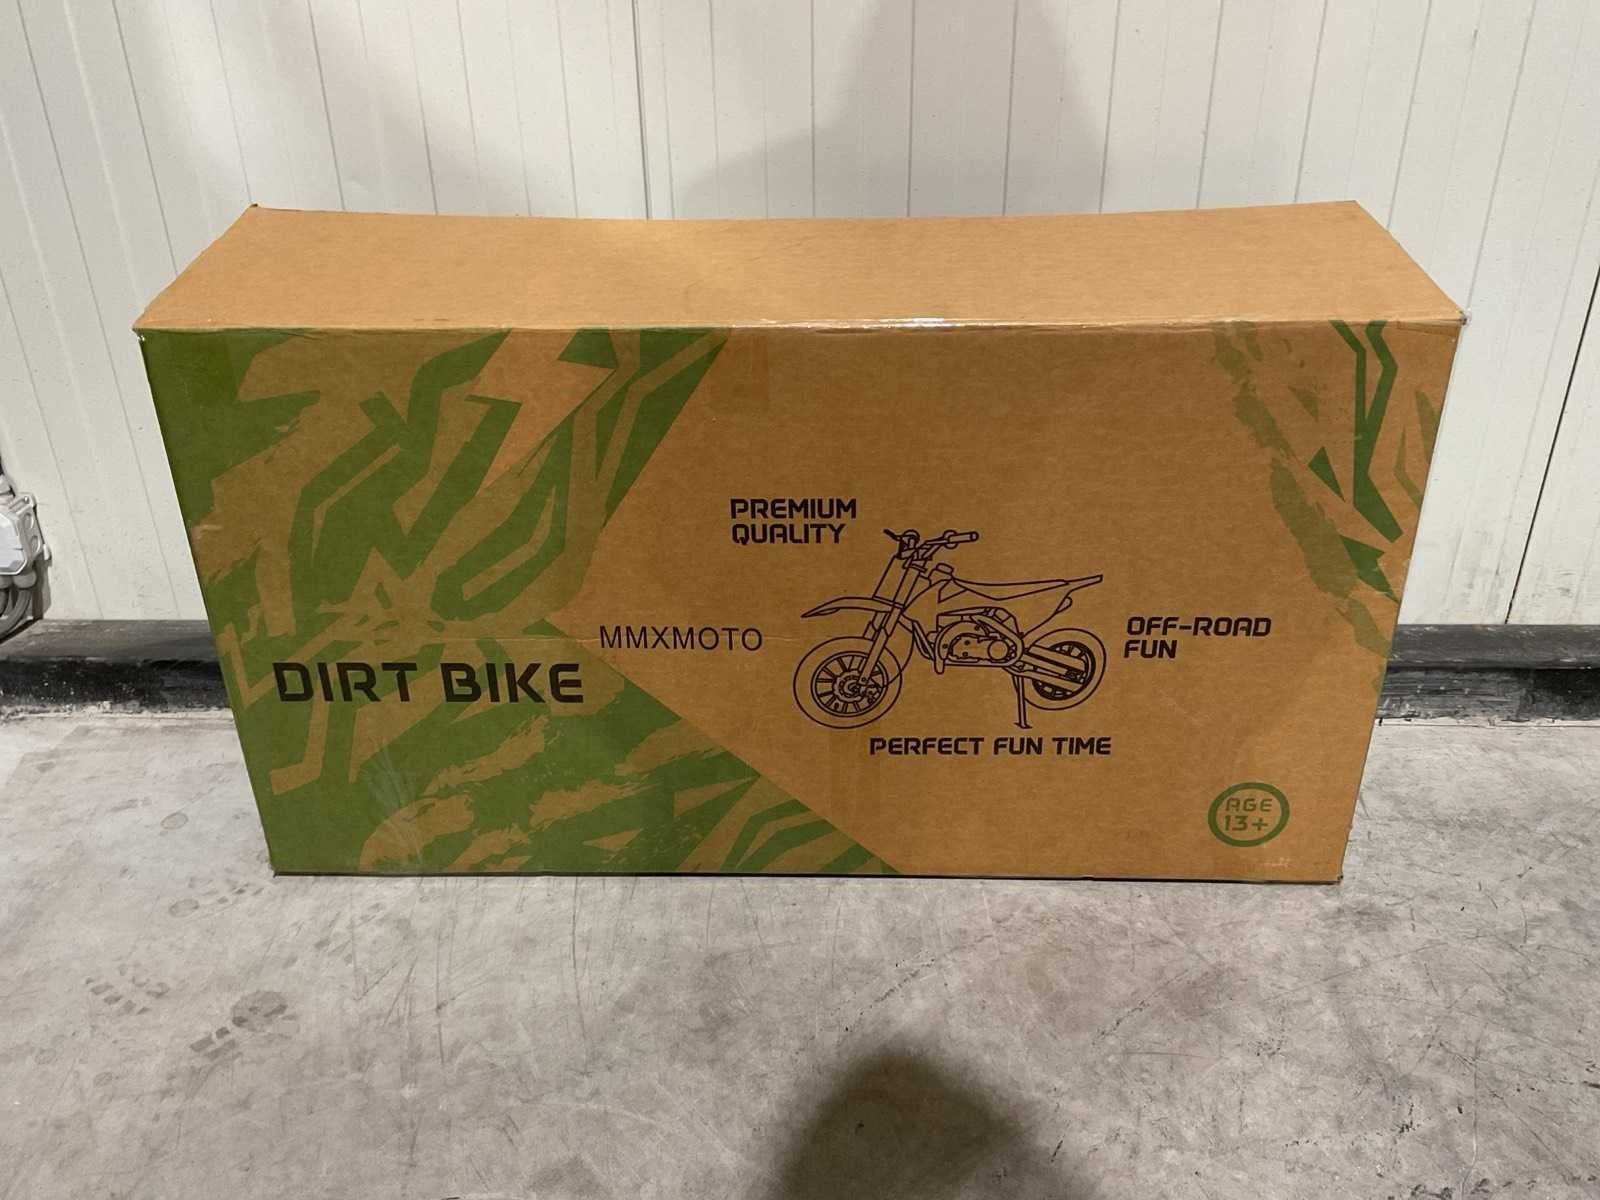 PREMIUM
QUALITY
MMXMOTO
DIRT BIKE
OFF-ROAD
FUN
PERFECT FUN TIME
AGE
13+